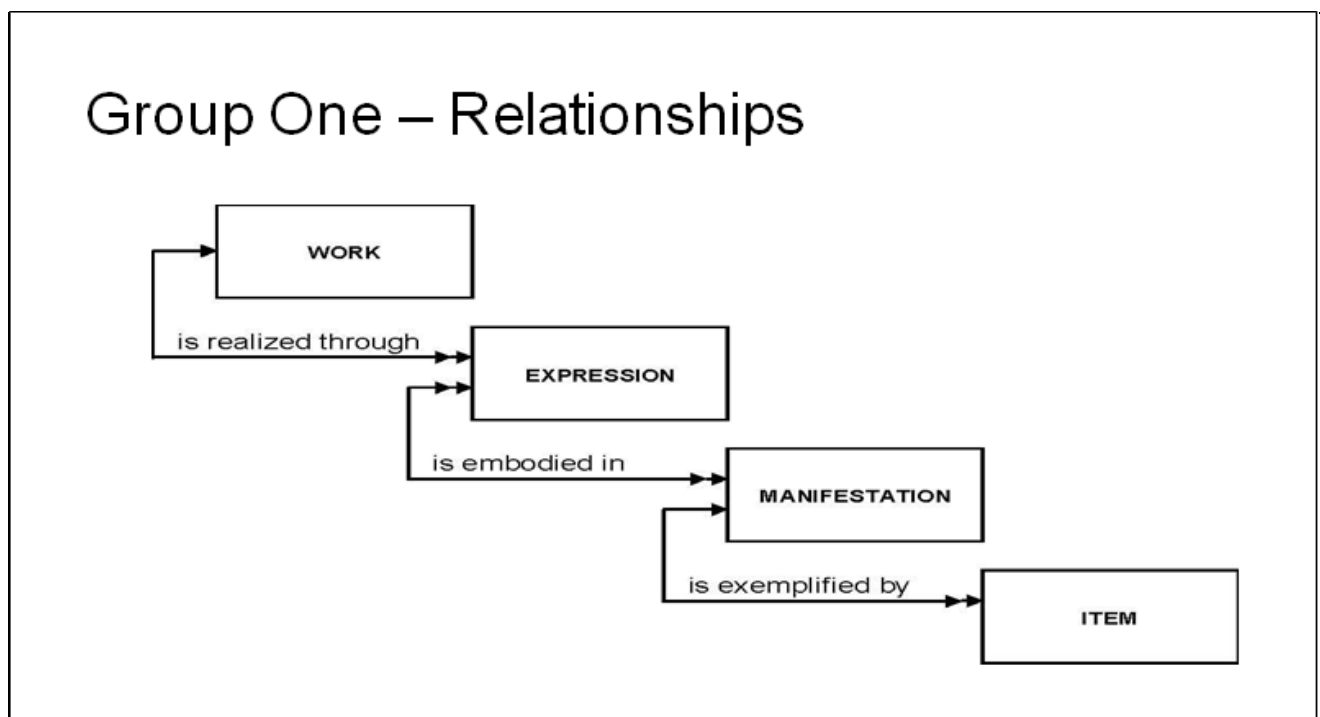 Group One – Relationships
WORK
is realized through
EXPRESSION
is embodied in
MANIFESTATION
is exemplified by
ITEM